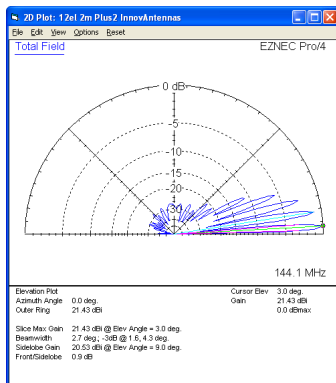 2D Plot: 12el 2m Plus2 InnovAntennas
File Edit View Options Reset
Total Field
EZNEC Pro/4
0 dB
-5
-10
-15
-20
-30
144.1 MHz
Elevation Plot
Azimuth Angle 0.0 deg.
Outer Ring 21.43 dBi
Cursor Elev 3.0 deg.
Gain 21.43 dBi
0.0 dBmax
Slice Max Gain 21.43 dBi @ Elev Angle = 3.0 deg.
Beamwidth 2.7 deg.; -3dB @ 1.6, 4.3 deg.
Sidelobe Gain 20.53 dBi @ Elev Angle = 9.0 deg.
Front/Sidelobe 0.9 dB